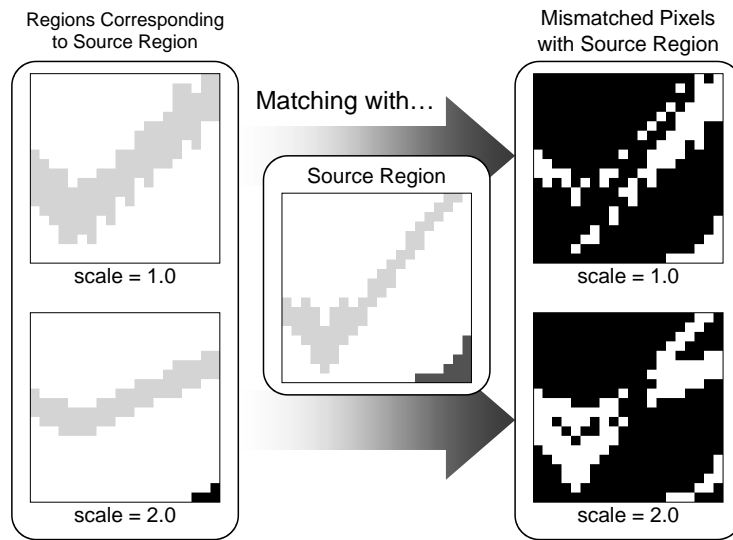 Regions Corresponding
to Source Region
scale = 1.0
scale = 2.0
Matching with…
Source Region
Mismatched Pixels
with Source Region
scale = 1.0
scale = 2.0